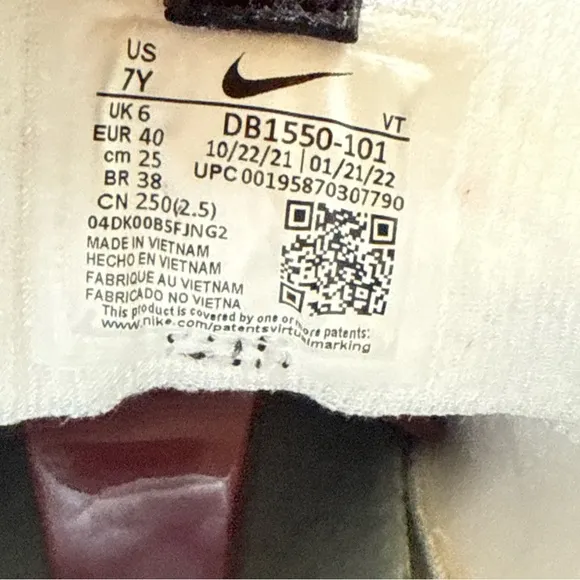 US
7Y
VT
UK 6
EUR 40
cm 25
BR 38
CN 250(2.5)
DB1550-101
10/22/21 | 01/21/22
UPC 00195870307790
04DK00BSFJNG2
MADE IN VIETNAM
HECHO EN VIETNAM
FABRIQUE AU VIETNAM
FABRICADO NO VIETNA
This product is covered by one or more patents:
www.nike.com/patentsvirtualmarking